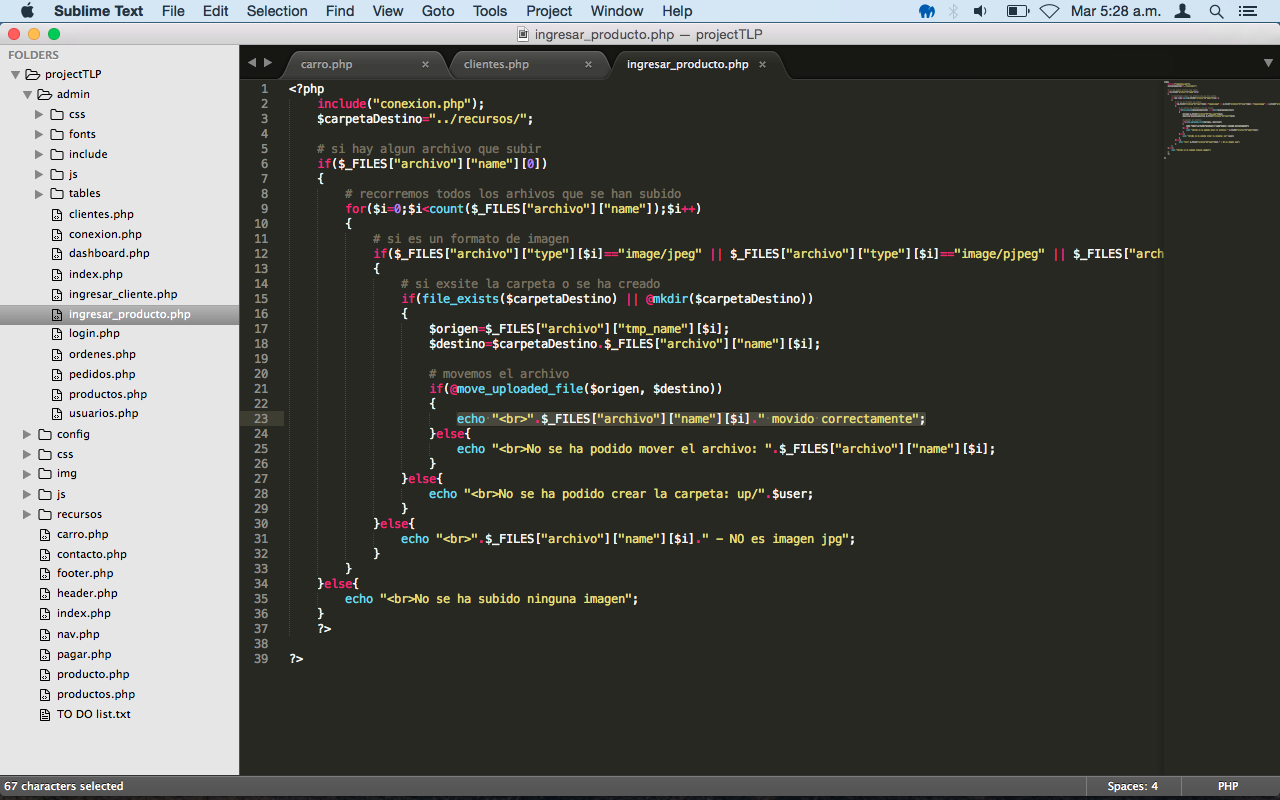 Sublime Text File Edit Selection Find View Goto Tools Project Window Help Mar 5:28 a.m.
ingresar_producto.php — projectTLP
FOLDERS
projectTLP
admin
css
fonts
include
js
tables
clientes.php
conexion.php
dashboard.php
index.php
ingresar_cliente.php
ingresar_producto.php
login.php
ordenes.php
pedidos.php
productos.php
usuarios.php
config
css
img
js
recursos
carro.php
contacto.php
footer.php
header.php
index.php
nav.php
pagar.php
producto.php
productos.php
TO DO list.txt
carro.php × clientes.php × ingresar_producto.php ×
1 <?php
2 include("conexion.php");
3 $carpetaDestino="../recursos/";
4
5 # si hay algun archivo que subir
6 if($_FILES["archivo"]["name"][0])
7 {
8 # recorremos todos los arhivos que se han subido
9 for($i=0;$i<count($_FILES["archivo"]["name"]);$i++)
10 {
11 # si es un formato de imagen
12 if($_FILES["archivo"]["type"][$i]=="image/jpeg" || $_FILES["archivo"]["type"][$i]=="image/pjpeg" || $_FILES["arch
13 {
14 # si exsite la carpeta o se ha creado
15 if(file_exists($carpetaDestino) || @mkdir($carpetaDestino))
16 {
17 $origen=$_FILES["archivo"]["tmp_name"][$i];
18 $destino=$carpetaDestino.$_FILES["archivo"]["name"][$i];
19
20 # movemos el archivo
21 if(@move_uploaded_file($origen, $destino))
22 {
23 echo "<br>".$_FILES["archivo"]["name"][$i]." movido correctamente";
24 }else{
25 echo "<br>No se ha podido mover el archivo: ".$_FILES["archivo"]["name"][$i];
26 }
27 }else{
28 echo "<br>No se ha podido crear la carpeta: up/".$user;
29 }
30 }else{
31 echo "<br>".$_FILES["archivo"]["name"][$i]." - NO es imagen jpg";
32 }
33 }
34 }else{
35 echo "<br>No se ha subido ninguna imagen";
36 }
37 ?>
38
39 ?>
67 characters selected Spaces: 4 PHP